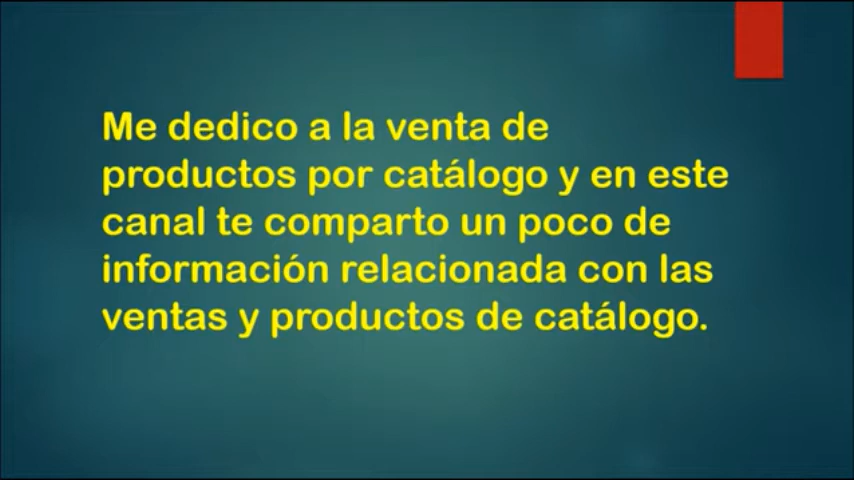 Me dedico a la venta de
productos por catálogo y en este
canal te comparto un poco de
información relacionada con las
ventas y productos de catálogo.